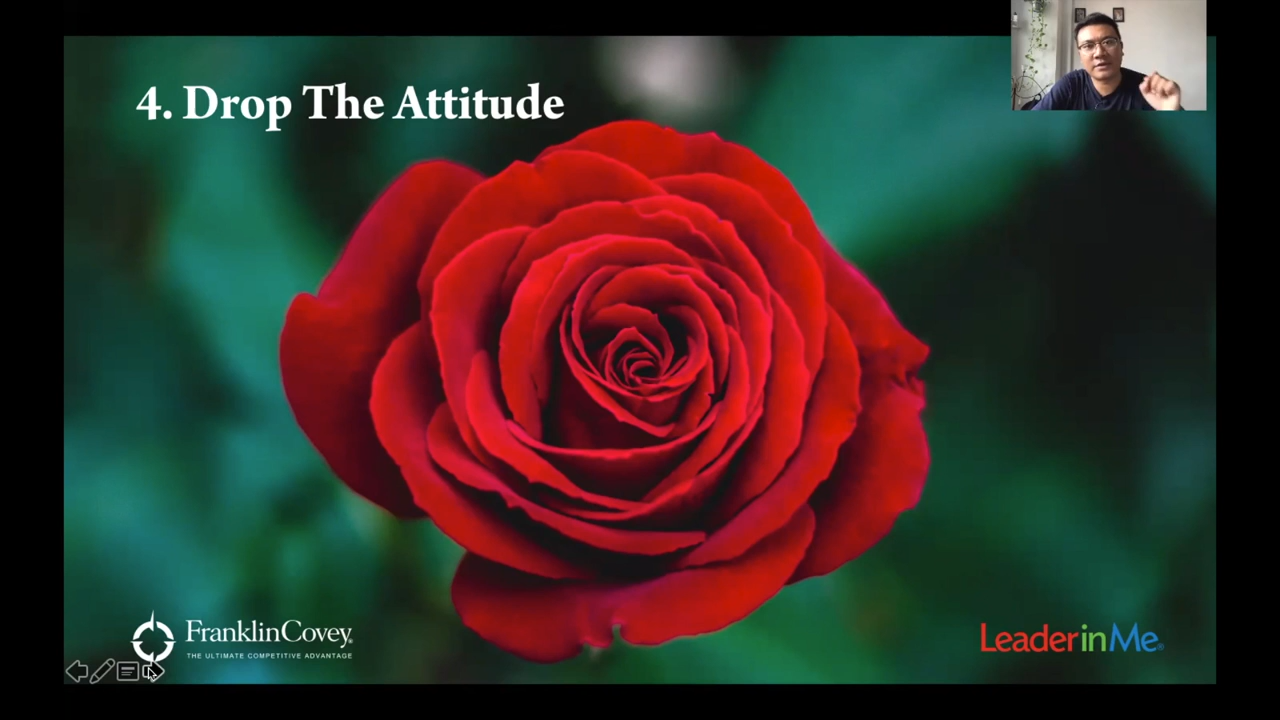 4. Drop The Attitude
FranklinCovey®
THE ULTIMATE COMPETITIVE ADVANTAGE
LeaderinMe®